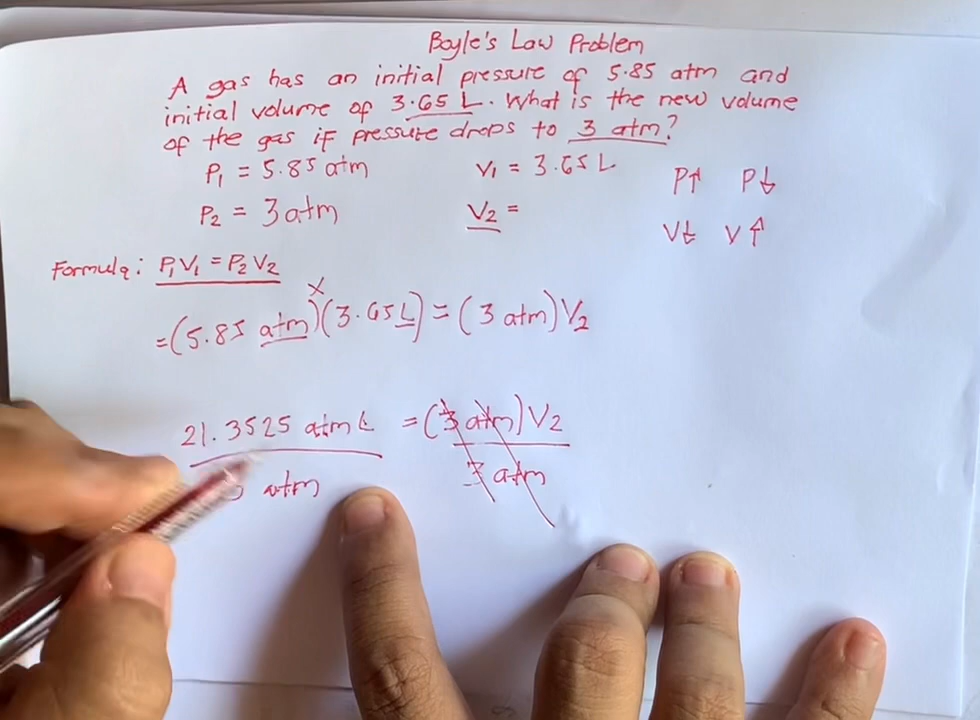 Boyle's Law Problem
A gas has an initial pressure of 5.85 atm and
initial volume of 3.65 L. What is the new volume
of the gas if pressure drops to 3 atm?
P₁ = 5.85 atm V₁ = 3.65 L P↑ P↓
P₂ = 3 atm V₂ = V↓ V↑
Formula: P₁V₁ = P₂V₂
x
=(5.85 atm)(3.65 L) = (3 atm)V₂
21.3525 atm L = (3 atm)V₂
atm 3 atm